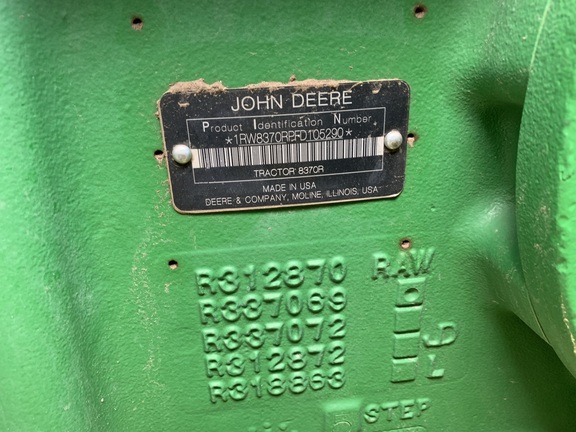 JOHN DEERE
Product Identification Number
*1RW8370RPFD105290*
TRACTOR 8370R
MADE IN USA
DEERE & COMPANY, MOLINE, ILLINOIS, USA
R312870 RAW
R337069
R337072 JD
R312872 L
R318863
STEP